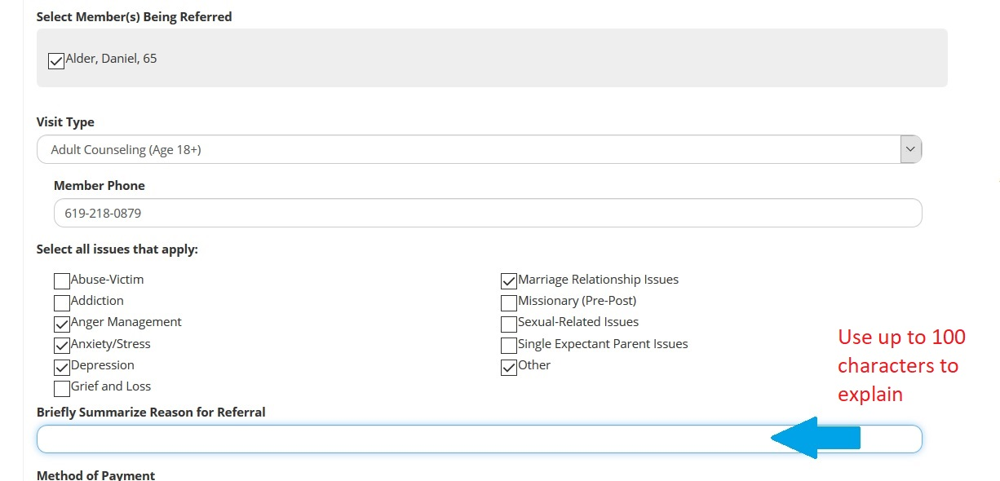 Select Member(s) Being Referred
Alder, Daniel, 65
Visit Type
Adult Counseling (Age 18+)
Member Phone
619-218-0879
Select all issues that apply:
Abuse-Victim
Addiction
Anger Management
Anxiety/Stress
Depression
Grief and Loss
Marriage Relationship Issues
Missionary (Pre-Post)
Sexual-Related Issues
Single Expectant Parent Issues
Other
Use up to 100
characters to
explain
Briefly Summarize Reason for Referral
Method of Payment